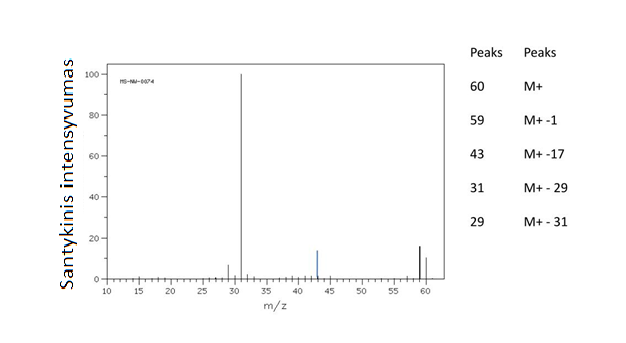 Peaks Peaks
60 M+
59 M+ -1
43 M+ -17
31 M+ - 29
29 M+ - 31
Santykinis intensyvumas
MS-NW-0074
100
80
60
40
20
0
10 15 20 25 30 35 40 45 50 55 60
m/z